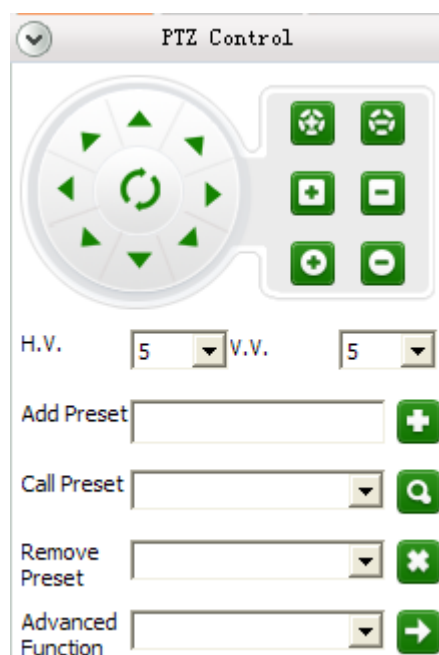 PTZ Control
H.V. 5 V.V. 5
Add Preset
Call Preset
Remove
Preset
Advanced
Function